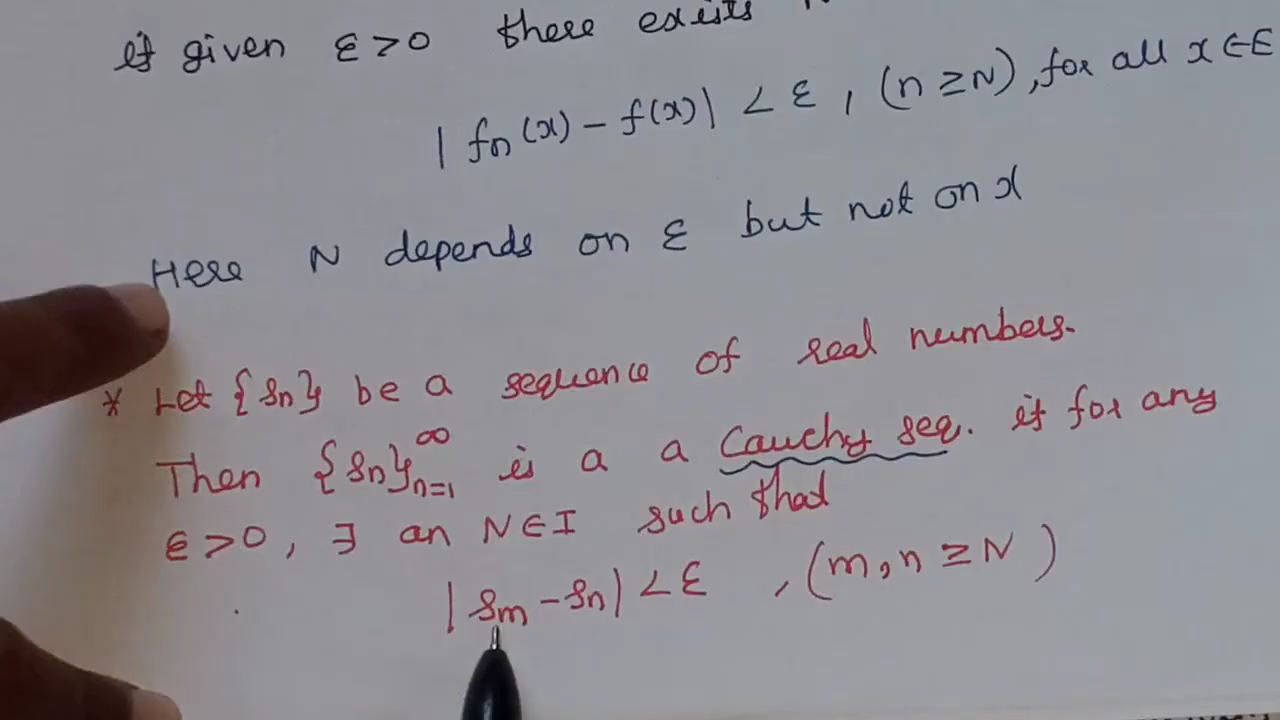 if given ε>0 there exists N
|fn(x) - f(x)| < ε, (n ≥ N), for all x ∈ E
Here N depends on ε but not on x
* Let {sn} be a sequence of real numbers.
Then {sn}∞n=1 is a a Cauchy seq. if for any
ε>0, ∃ an N∈I such that
|sm - sn| < ε , (m, n ≥ N)